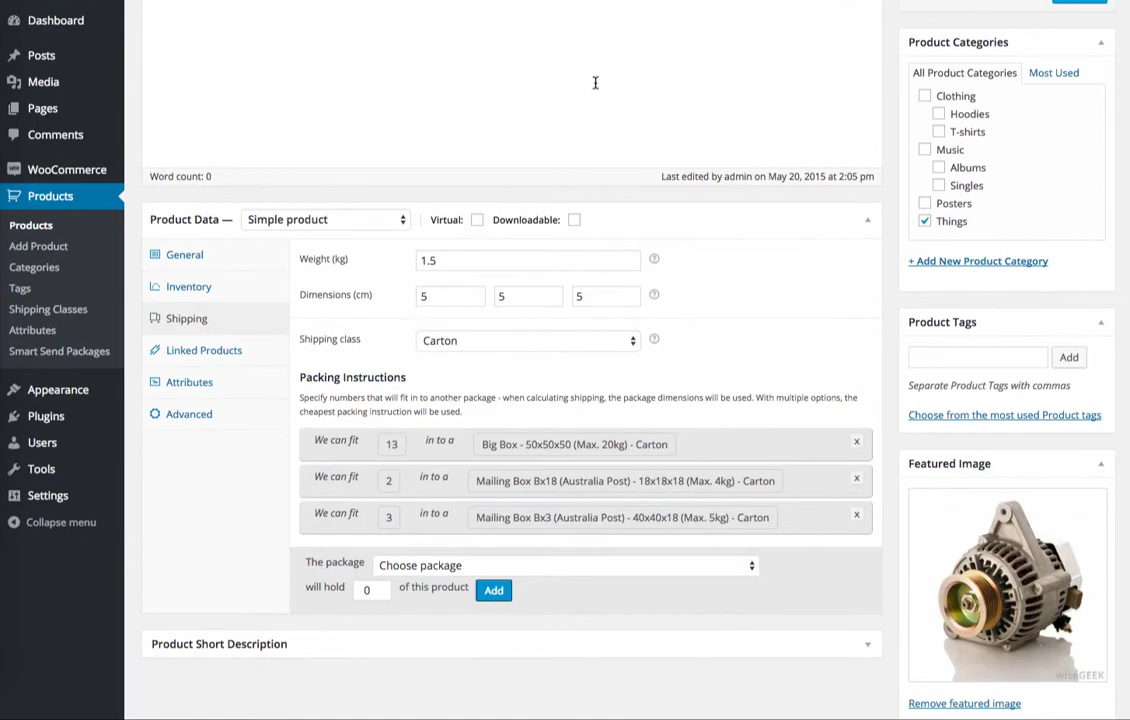 Dashboard
Posts
Media
Pages
Comments
WooCommerce
Products
Products
Add Product
Categories
Tags
Shipping Classes
Attributes
Smart Send Packages
Appearance
Plugins
Users
Tools
Settings
Collapse menu
Word count: 0
Last edited by admin on May 20, 2015 at 2:05 pm
Product Data — Simple product Virtual: Downloadable:
General
Inventory
Shipping
Linked Products
Attributes
Advanced
Weight (kg) 1.5
Dimensions (cm) 5 5 5
Shipping class Carton
Packing Instructions
Specify numbers that will fit in to another package - when calculating shipping, the package dimensions will be used. With multiple options, the
cheapest packing instruction will be used.
We can fit 13 in to a Big Box - 50x50x50 (Max. 20kg) - Carton x
We can fit 2 in to a Mailing Box Bx18 (Australia Post) - 18x18x18 (Max. 4kg) - Carton x
We can fit 3 in to a Mailing Box Bx3 (Australia Post) - 40x40x18 (Max. 5kg) - Carton x
The package Choose package
will hold 0 of this product Add
Product Short Description
Product Categories
All Product Categories Most Used
Clothing
Hoodies
T-shirts
Music
Albums
Singles
Posters
Things
+ Add New Product Category
Product Tags
Add
Separate Product Tags with commas
Choose from the most used Product tags
Featured Image
wiseGEEK
Remove featured image